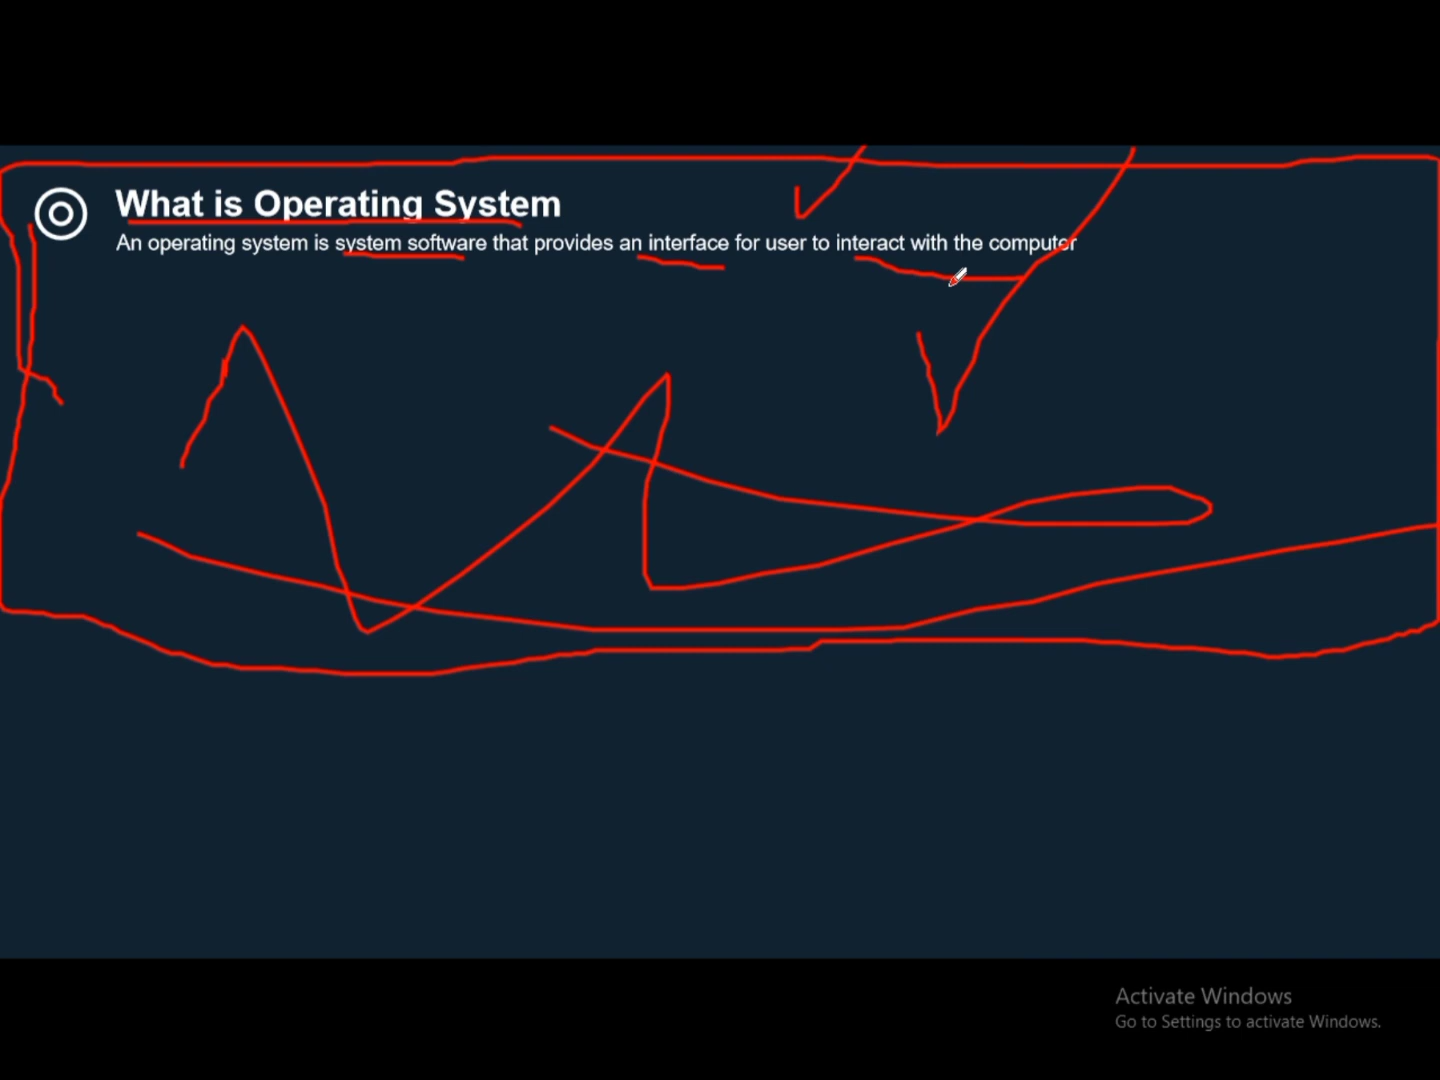 What is Operating System
An operating system is system software that provides an interface for user to interact with the computer
Activate Windows
Go to Settings to activate Windows.